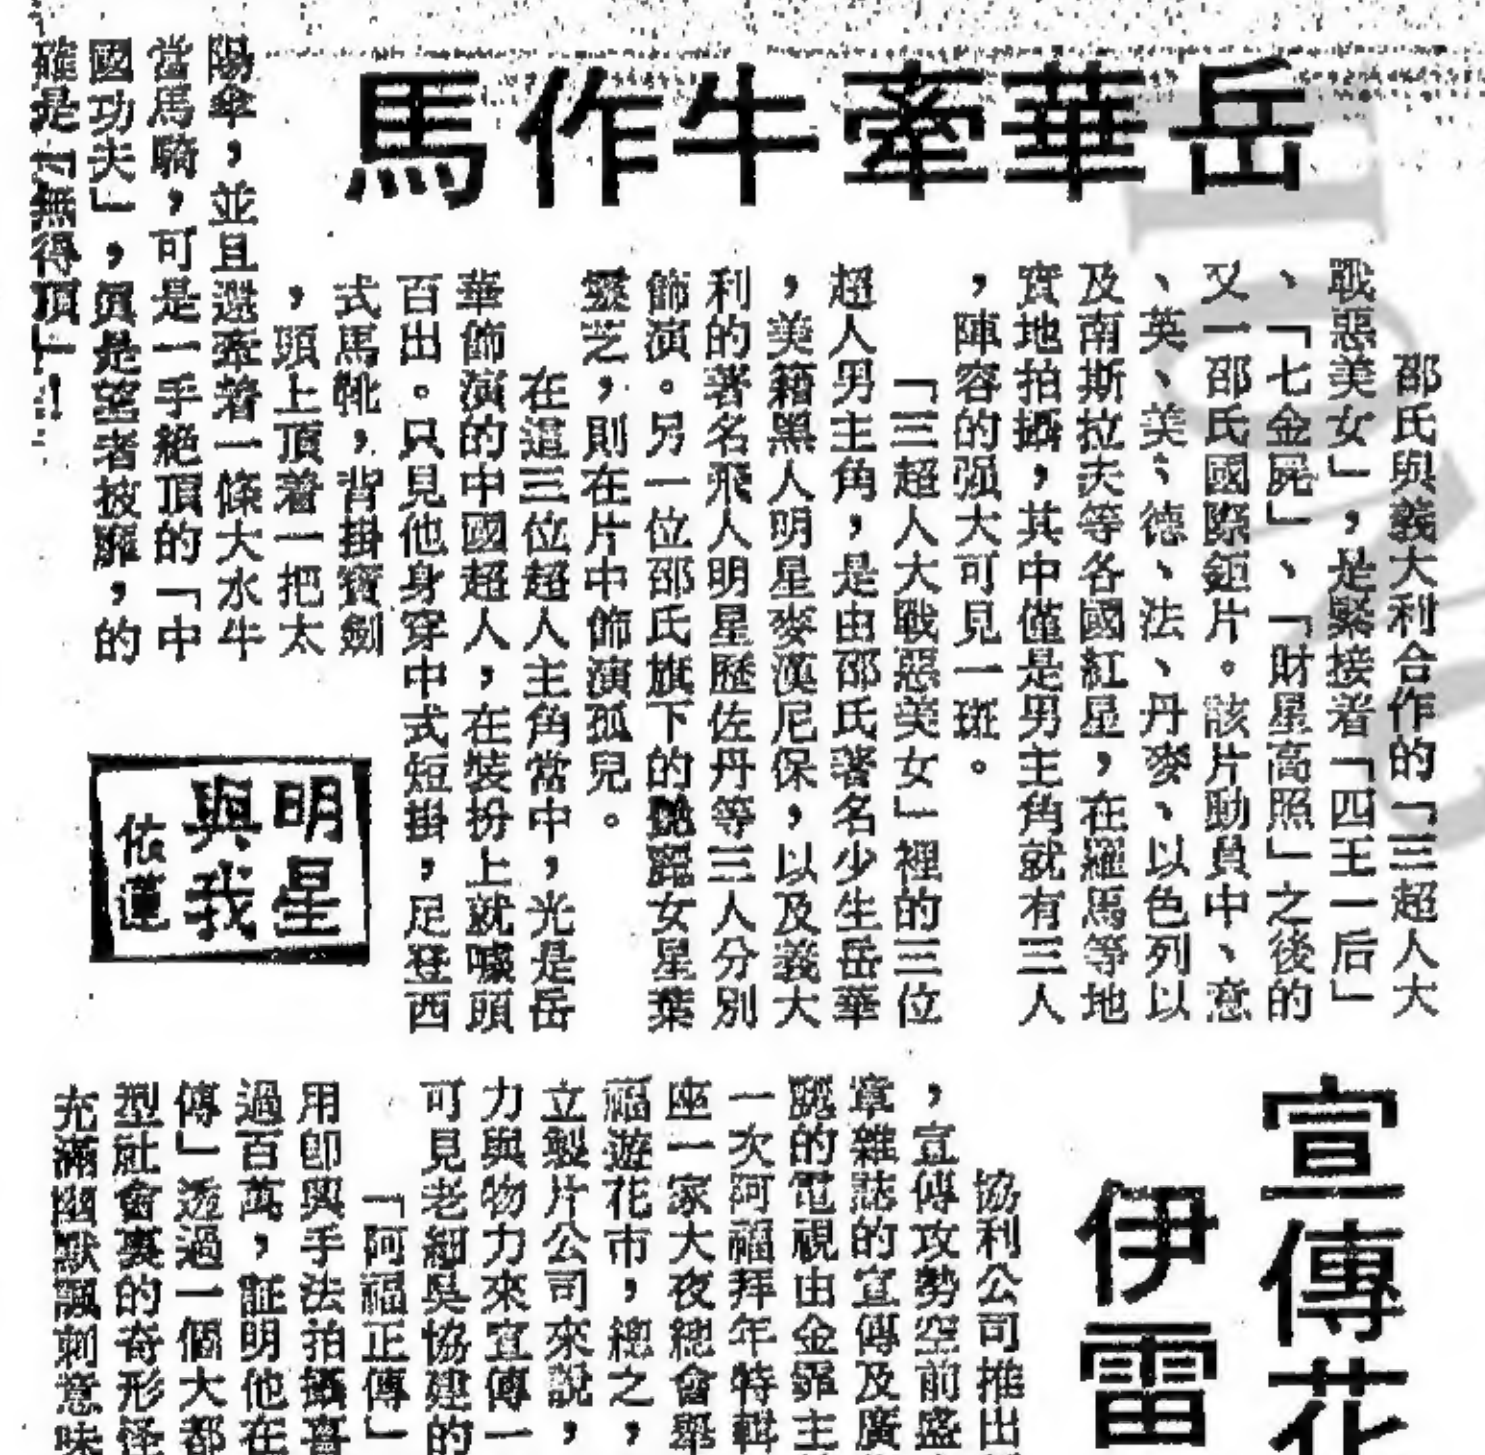 岳華牽牛作馬
邵氏與義大利合作的「三超人大
戰惡美女」，是緊接着「四王一后」
、「七金屍」、「財星高照」之後的
又一邵氏國際鉅片。該片動員中、意
、英、美、德、法、丹麥、以色列以
及南斯拉夫等各國紅星，在羅馬等地
實地拍攝，其中僅是男主角就有三人
，陣容的强大可見一斑。
「三超人大戰惡美女」裡的三位
超人男主角，是由邵氏著名少生岳華
，美籍黑人明星麥漢尼保，以及義大
利的著名飛人明星歷佐丹等三人分別
飾演。另一位邵氏旗下的艷麗女星葉
靈芝，則在片中飾演孤兒。
在這三位超人主角當中，光是岳
華飾演的中國超人，在裝扮上就噱頭
百出。只見他身穿中式短掛，足登西
式馬靴，背掛寶劍
，頭上頂着一把太
陽傘，並且還牽着一條大水牛
當馬騎，可是一手絶頂的「中
國功夫」，眞是望者披靡，的
確是「無得頂」！
明星
與我
依蓮
宣傳花
伊雷
協利公司推出
，宣傳攻勢空前盛
章雜誌的宣傳及廣
的電視由金霏主
一次阿福拜年特輯
座一家大夜總會舉
福遊花市，總之，
立製片公司來說，
力與物力來宣傳一
可見老細吳協建的
「阿福正傳」
用卽興手法拍攝喜
過百萬，証明他在
傳」透過一個大都
型社會裏的奇形怪
充滿幽默諷刺意味